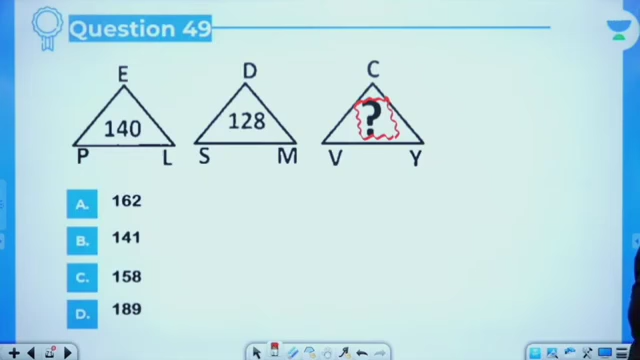 Question 49
E
140
P L
D
128
S M
C
?
V Y
A. 162
B. 141
C. 158
D. 189